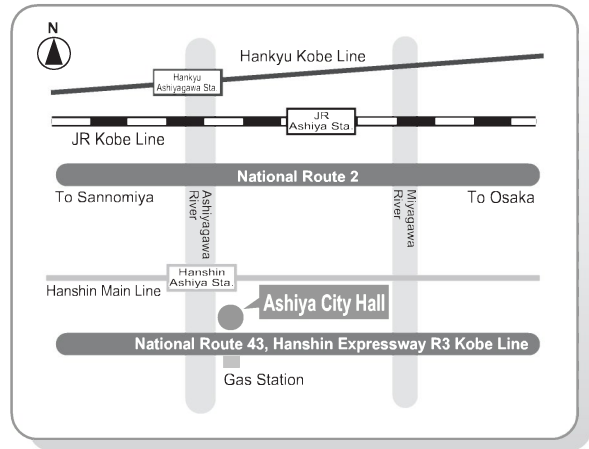 N
Hankyu Kobe Line
Hankyu
Ashiyagawa Sta.
JR
Ashiya Sta.
JR Kobe Line
National Route 2
To Sannomiya
Ashiyagawa
River
Miyagawa
River
To Osaka
Hanshin
Ashiya Sta.
Hanshin Main Line
Ashiya City Hall
National Route 43, Hanshin Expressway R3 Kobe Line
Gas Station